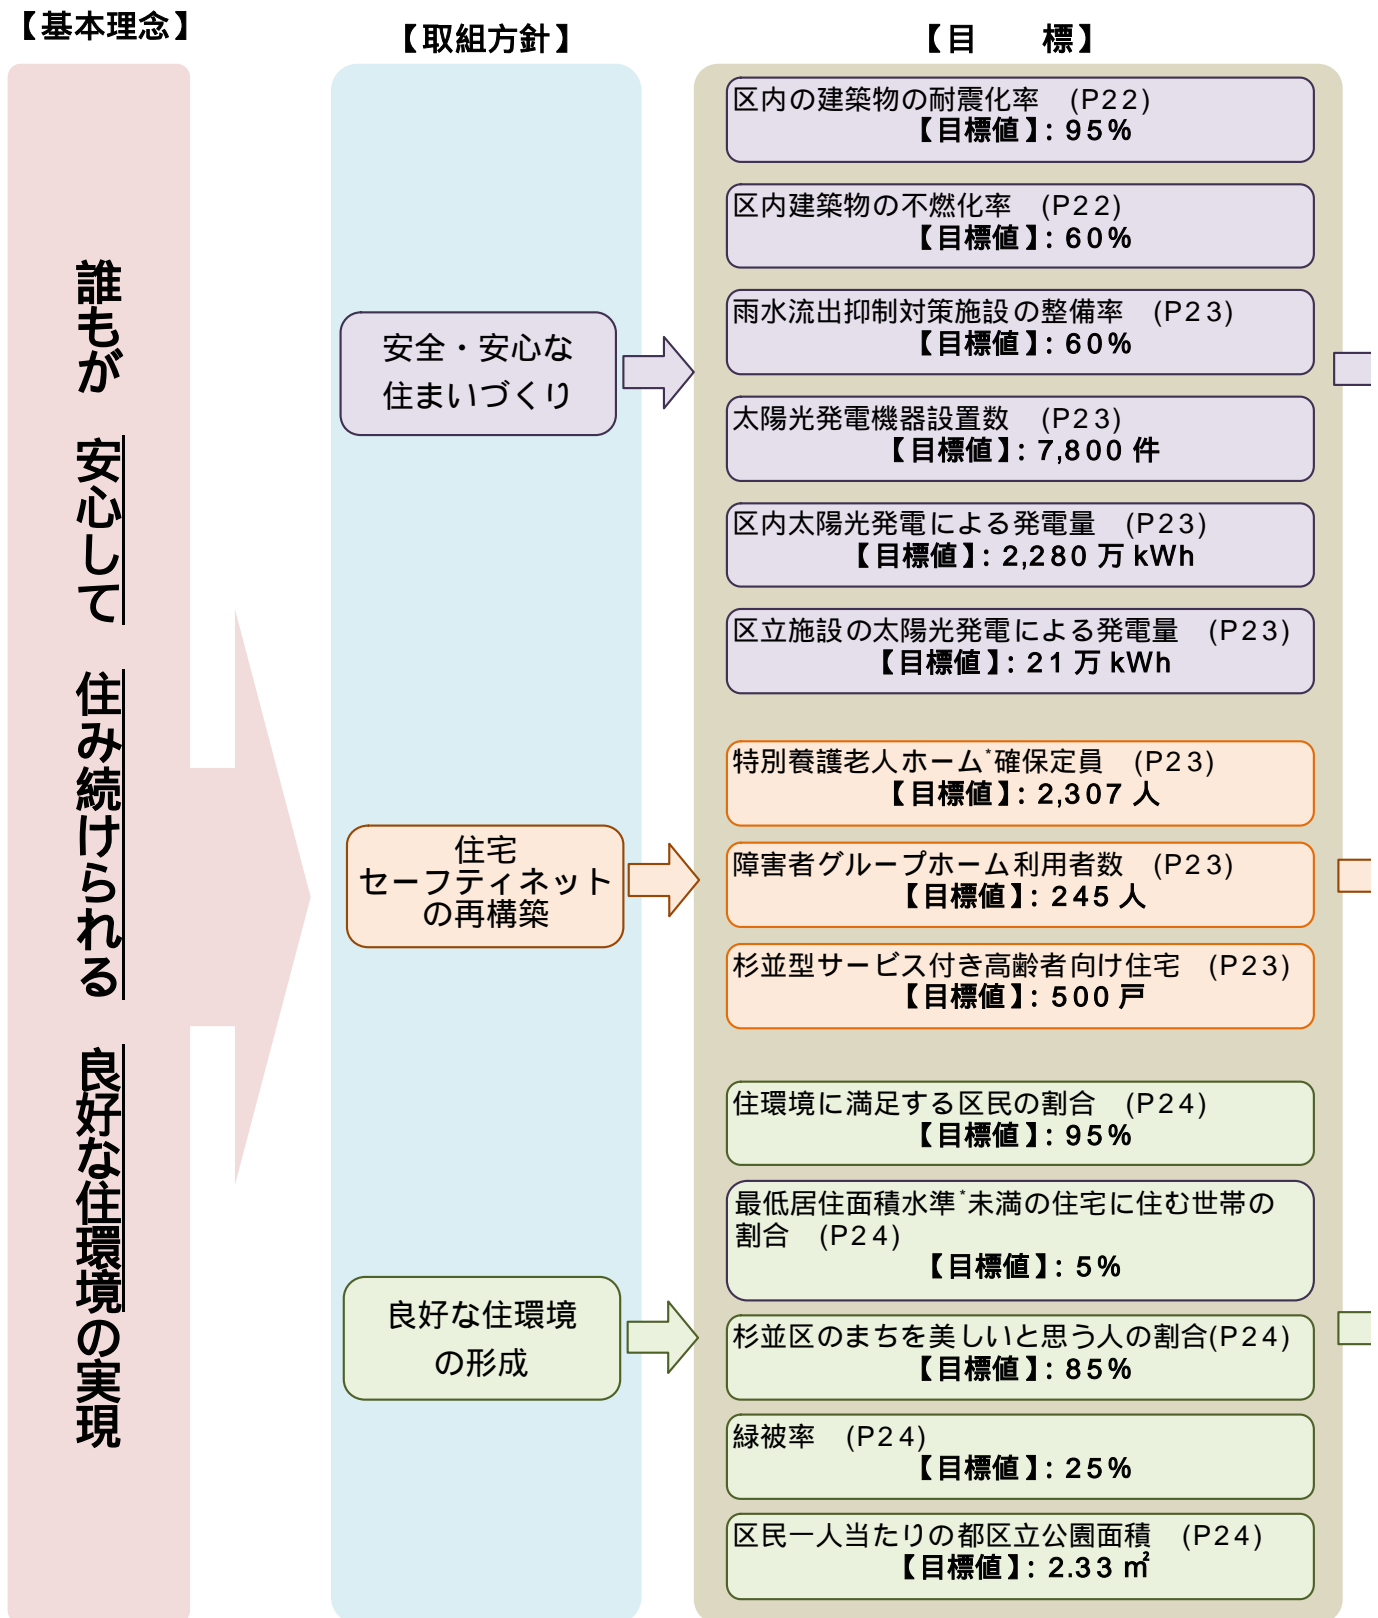 【基本理念】
誰もが 安心して 住み続けられる 良好な住環境の実現
【取組方針】
安全・安心な
住まいづくり
住宅
セーフティネット
の再構築
良好な住環境
の形成
【目　標】
区内の建築物の耐震化率　(P22)
【目標値】: 95%
区内建築物の不燃化率　(P22)
【目標値】: 60%
雨水流出抑制対策施設の整備率　(P23)
【目標値】: 60%
太陽光発電機器設置数　(P23)
【目標値】: 7,800 件
区内太陽光発電による発電量　(P23)
【目標値】: 2,280 万 kWh
区立施設の太陽光発電による発電量　(P23)
【目標値】: 21 万 kWh
特別養護老人ホーム*確保定員　(P23)
【目標値】: 2,307 人
障害者グループホーム利用者数　(P23)
【目標値】: 245 人
杉並型サービス付き高齢者向け住宅　(P23)
【目標値】: 500 戸
住環境に満足する区民の割合　(P24)
【目標値】: 95%
最低居住面積水準*未満の住宅に住む世帯の
割合　(P24)
【目標値】: 5%
杉並区のまちを美しいと思う人の割合(P24)
【目標値】: 85%
緑被率　(P24)
【目標値】: 25%
区民一人当たりの都区立公園面積　(P24)
【目標値】: 2.33 ㎡